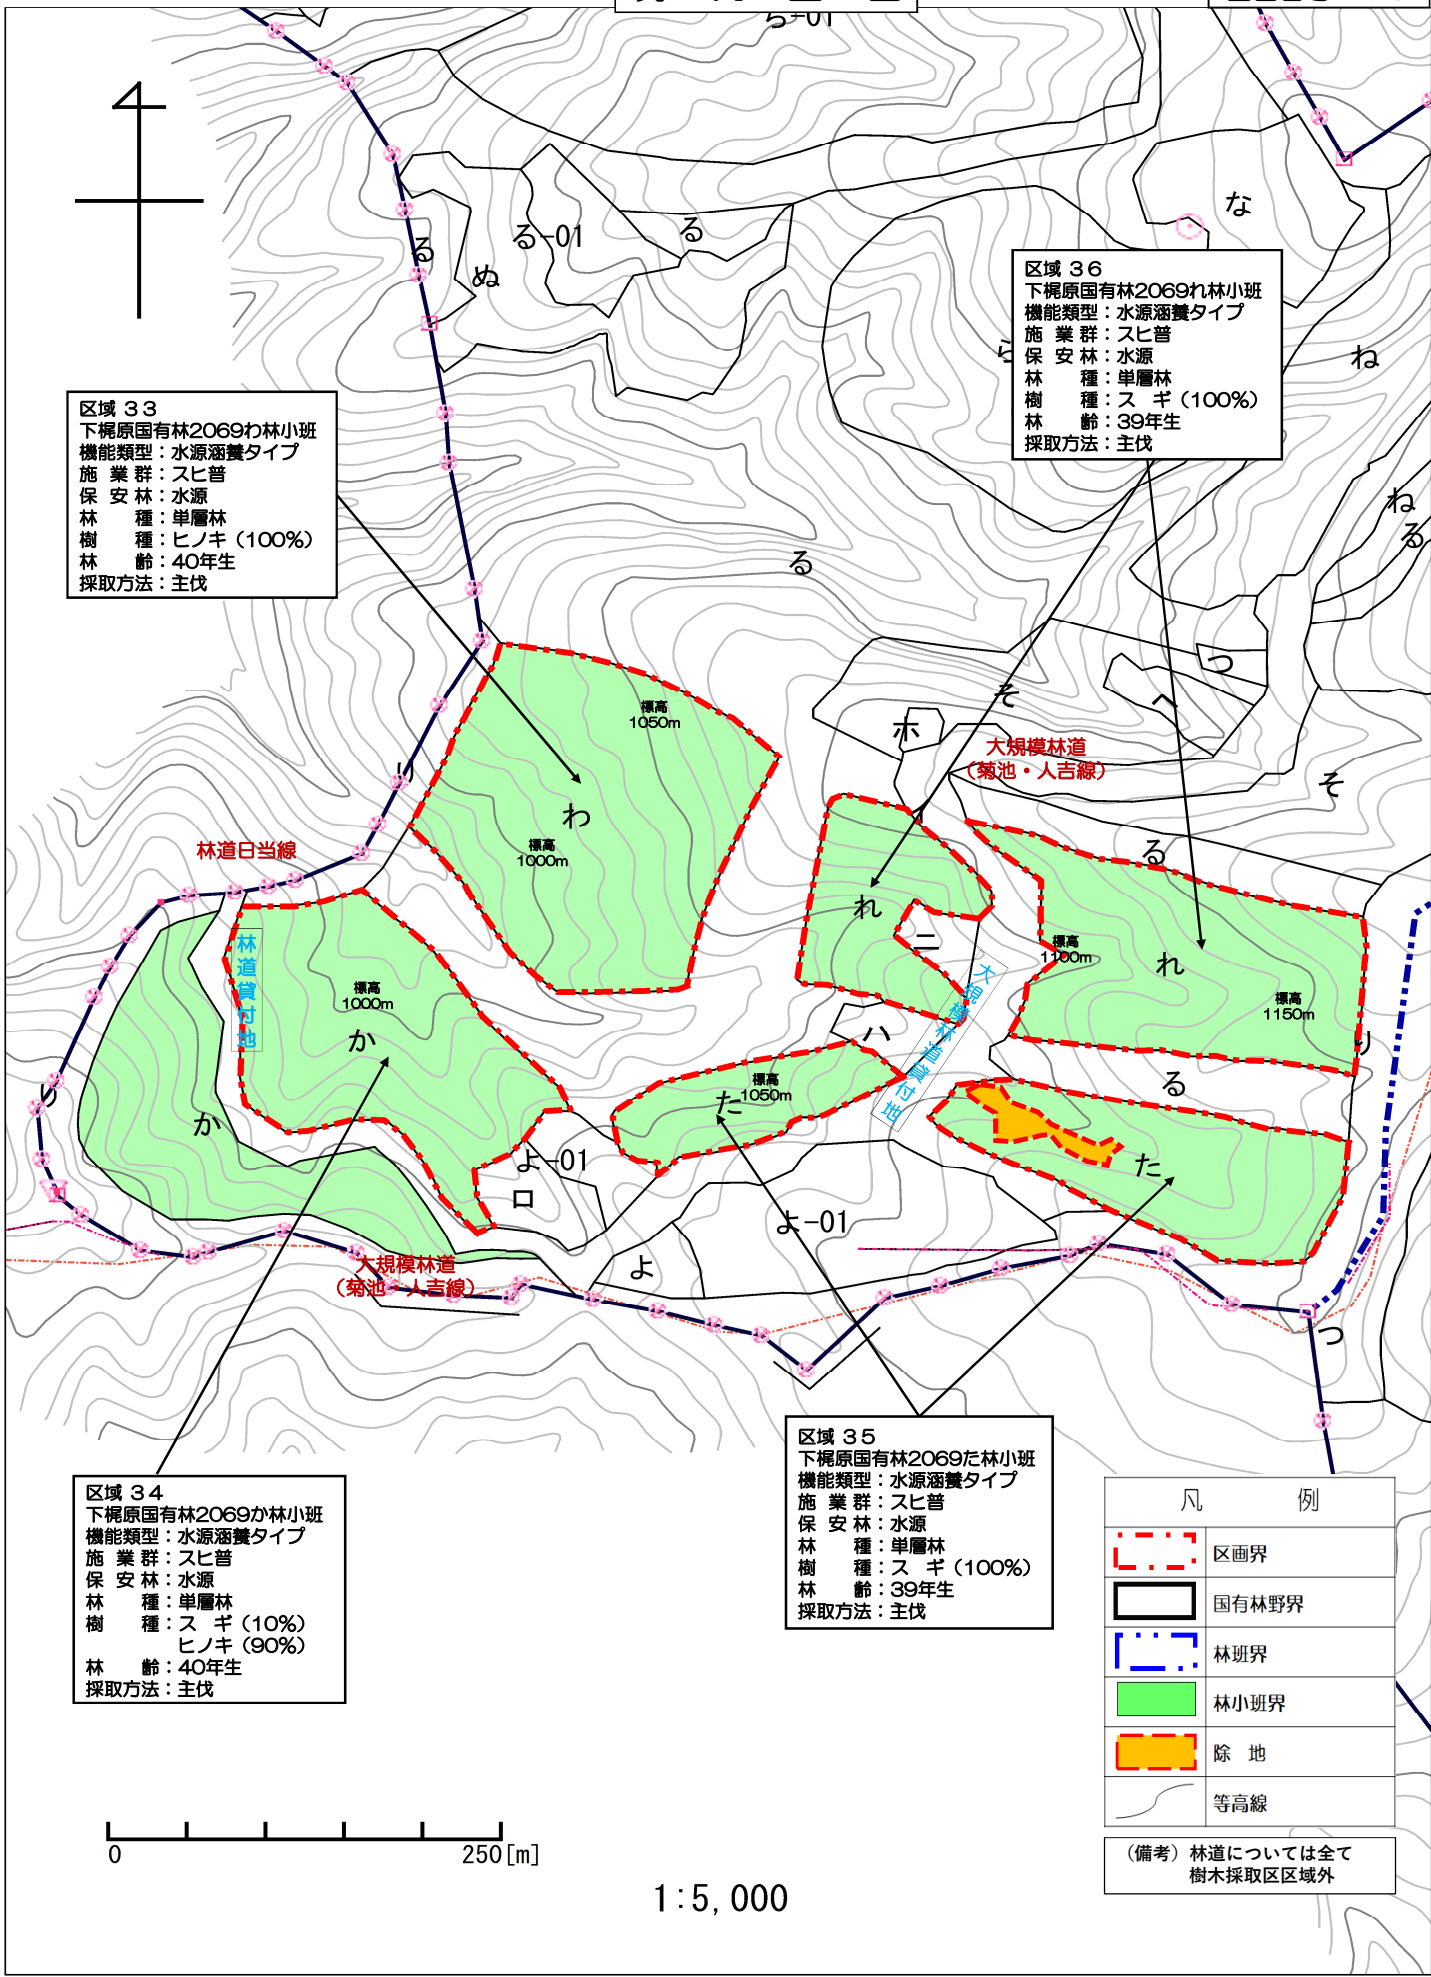 ら-01
な
る
る-01
る
ぬ
ら
ね
ね
る
区域 36
下梶原国有林2069れ林小班
機能類型：水源涵養タイプ
施 業 群：スヒ普
保 安 林：水源
林　　種：単層林
樹　　種：ス　ギ（100％）
林　　齢：39年生
採取方法：主伐
区域 33
下梶原国有林2069わ林小班
機能類型：水源涵養タイプ
施 業 群：スヒ普
保 安 林：水源
林　　種：単層林
樹　　種：ヒノキ（100％）
林　　齢：40年生
採取方法：主伐
る
つ
そ
へ
ホ
大規模林道
（菊池・人吉線）
そ
標高
1050m
り
わ
標高
1000m
イ
る
林道日当線
れ
ニ
標高
1100m
れ
標高
1150m
林道貸付地
標高
1000m
か
大規模林道貸付地
ハ
り
る
標高
1050m
た
り
か
よ-01
ロ
た
よ-01
よ
大規模林道
（菊池・人吉線）
つ
区域 35
下梶原国有林2069た林小班
機能類型：水源涵養タイプ
施 業 群：スヒ普
保 安 林：水源
林　　種：単層林
樹　　種：ス　ギ（100％）
林　　齢：39年生
採取方法：主伐
区域 34
下梶原国有林2069か林小班
機能類型：水源涵養タイプ
施 業 群：スヒ普
保 安 林：水源
林　　種：単層林
樹　　種：ス　ギ（10％）
ヒノキ（90％）
林　　齢：40年生
採取方法：主伐
凡　例
区画界
国有林野界
林班界
林小班界
除　地
等高線
（備考）林道については全て
樹木採取区区域外
0
250[m]
1:5,000